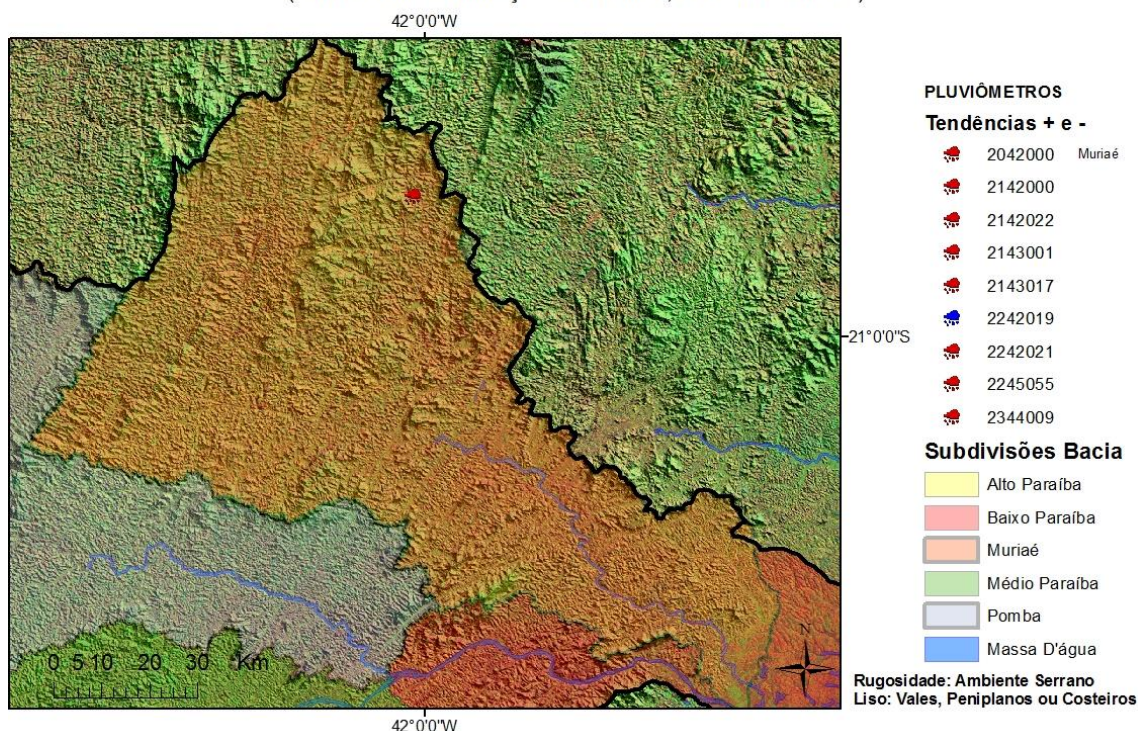 42°0'0"W
PLUVIÔMETROS
Tendências + e -
2042000 Muriaé
2142000
2142022
2143001
2143017
2242019
2242021
2245055
2344009
21°0'0"S
Subdivisões Bacia
Alto Paraíba
Baixo Paraíba
Muriaé
Médio Paraíba
Pomba
Massa D'água
N
0 5 10 20 30 Km
Rugosidade: Ambiente Serrano
Liso: Vales, Peniplanos ou Costeiros
42°0'0"W